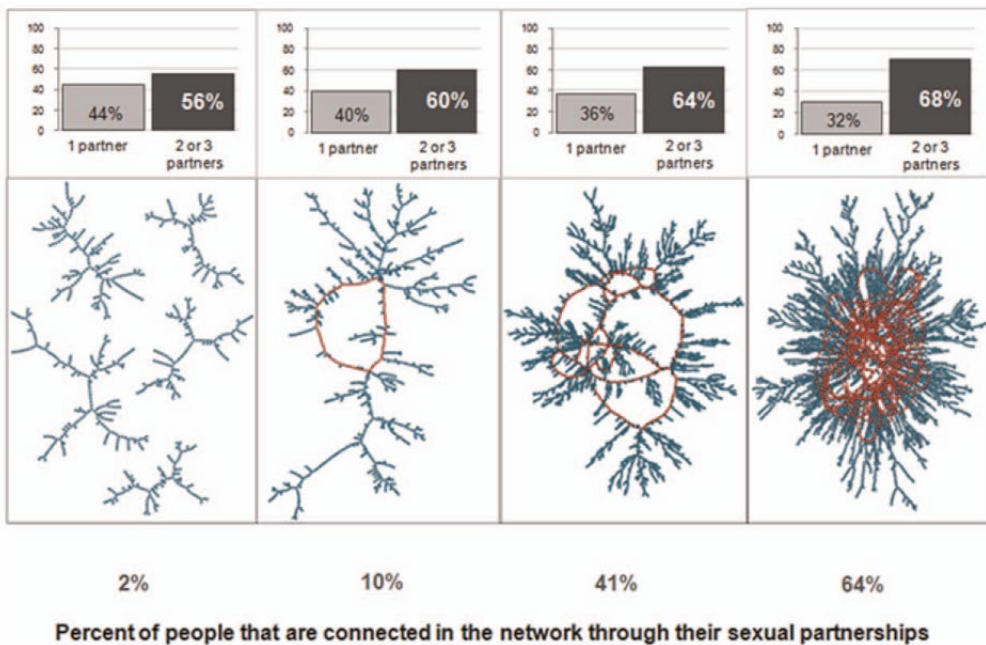 100
80
60
40
20
0
44%
56%
1 partner
2 or 3
partners
100
80
60
40
20
0
40%
60%
1 partner
2 or 3
partners
100
80
60
40
20
0
36%
64%
1 partner
2 or 3
partners
100
80
60
40
20
0
32%
68%
1 partner
2 or 3
partners
2% 10% 41% 64%
Percent of people that are connected in the network through their sexual partnerships